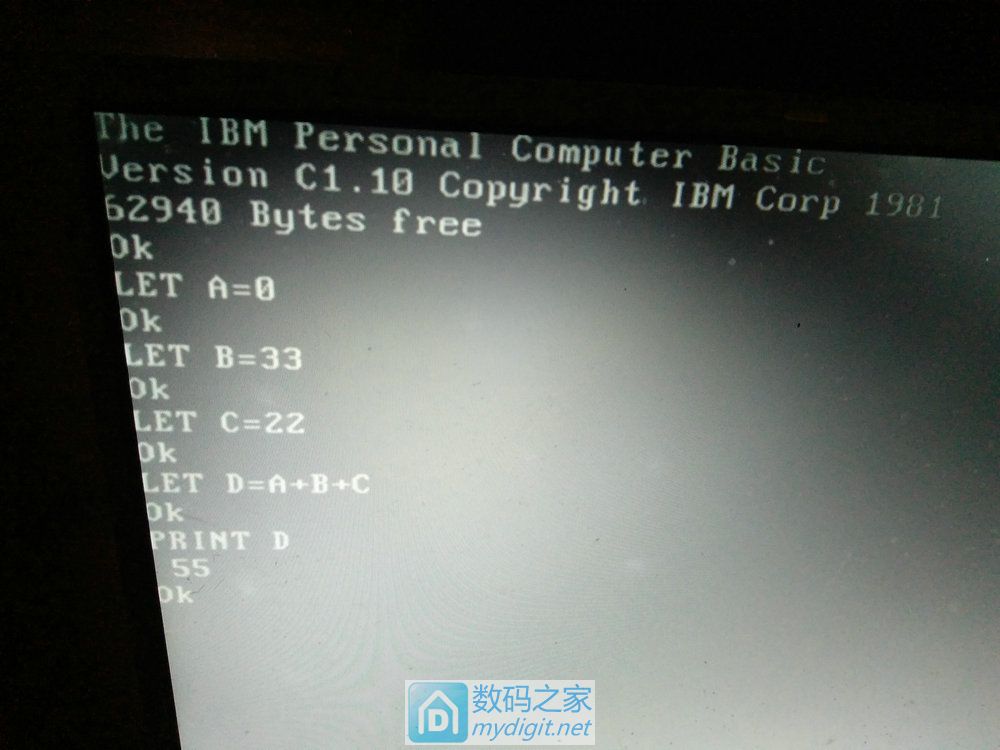 The IBM Personal Computer Basic
Version C1.10 Copyright IBM Corp 1981
62940 Bytes free
Ok
LET A=0
Ok
LET B=33
Ok
LET C=22
Ok
LET D=A+B+C
Ok
PRINT D
55
Ok
数码之家
mydigit.net